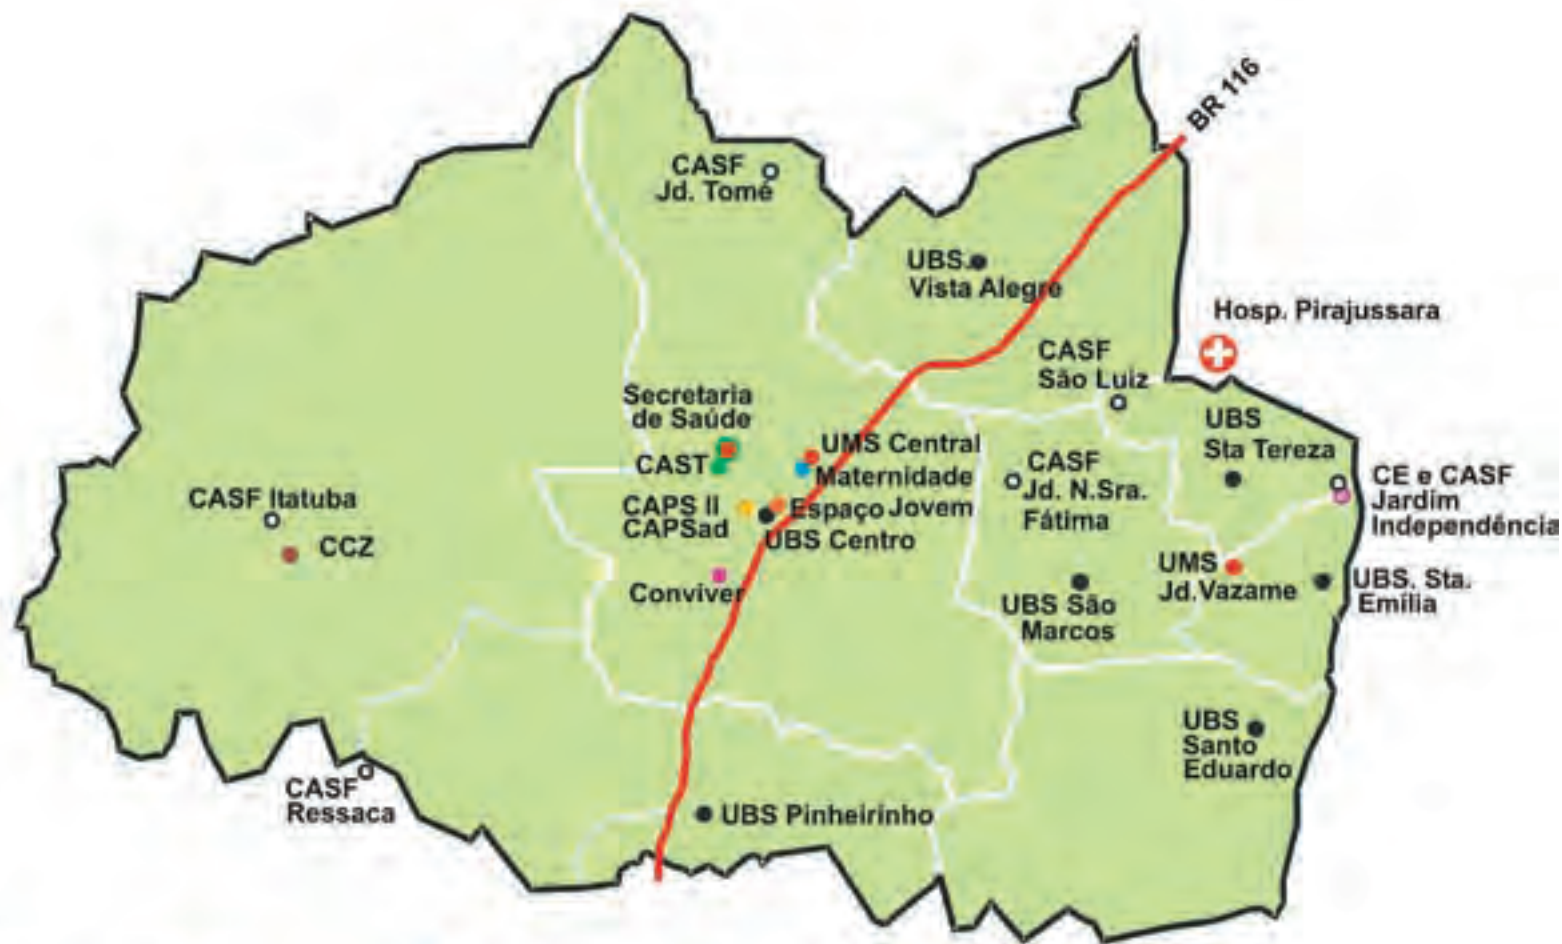 BR 116
CASF
Jd. Tomé
UBS.
Vista Alegre
Hosp. Pirajussara
CASF
São Luiz
Secretaria
de Saúde
UBS
Sta Tereza
UMS Central
CAST
Maternidade
CASF
Jd. N.Sra.
Fátima
CE e CASF
Jardim
Independência
CASF Itatuba
CCZ
CAPS II
CAPSad
Espaço Jovem
UBS Centro
Conviver
UMS
Jd.Vazame
UBS. Sta.
Emília
UBS São
Marcos
UBS
Santo
Eduardo
CASF
Ressaca
UBS Pinheirinho